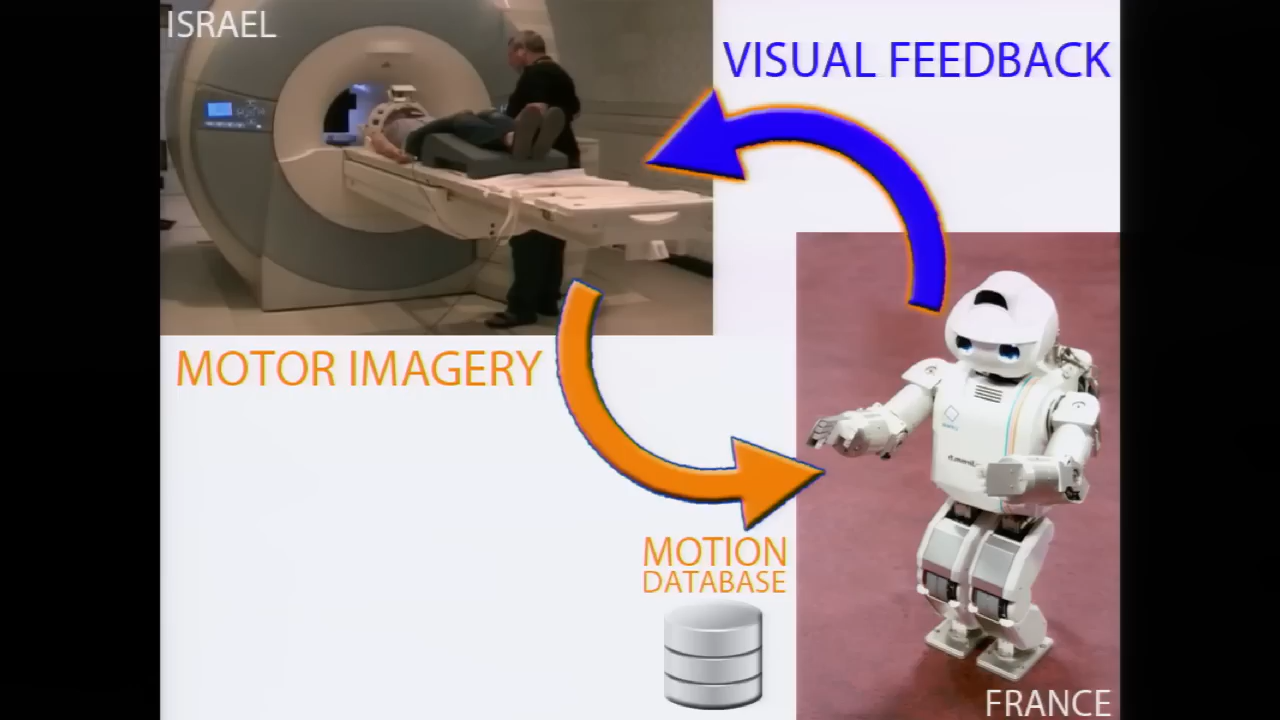 ISRAEL
VISUAL FEEDBACK
MOTOR IMAGERY
MOTION
DATABASE
FRANCE